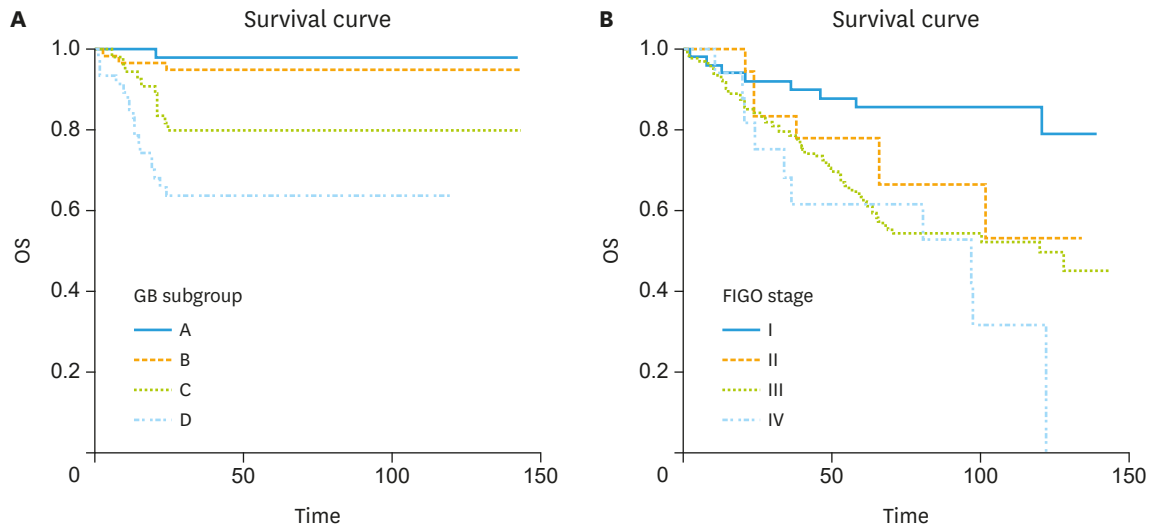 A
Survival curve
1.0
0.8
0.6
0.4
0.2
0
50
100
150
OS
Time
GB subgroup
A
B
C
D
B
Survival curve
1.0
0.8
0.6
0.4
0.2
0
50
100
150
OS
Time
FIGO stage
I
II
III
IV